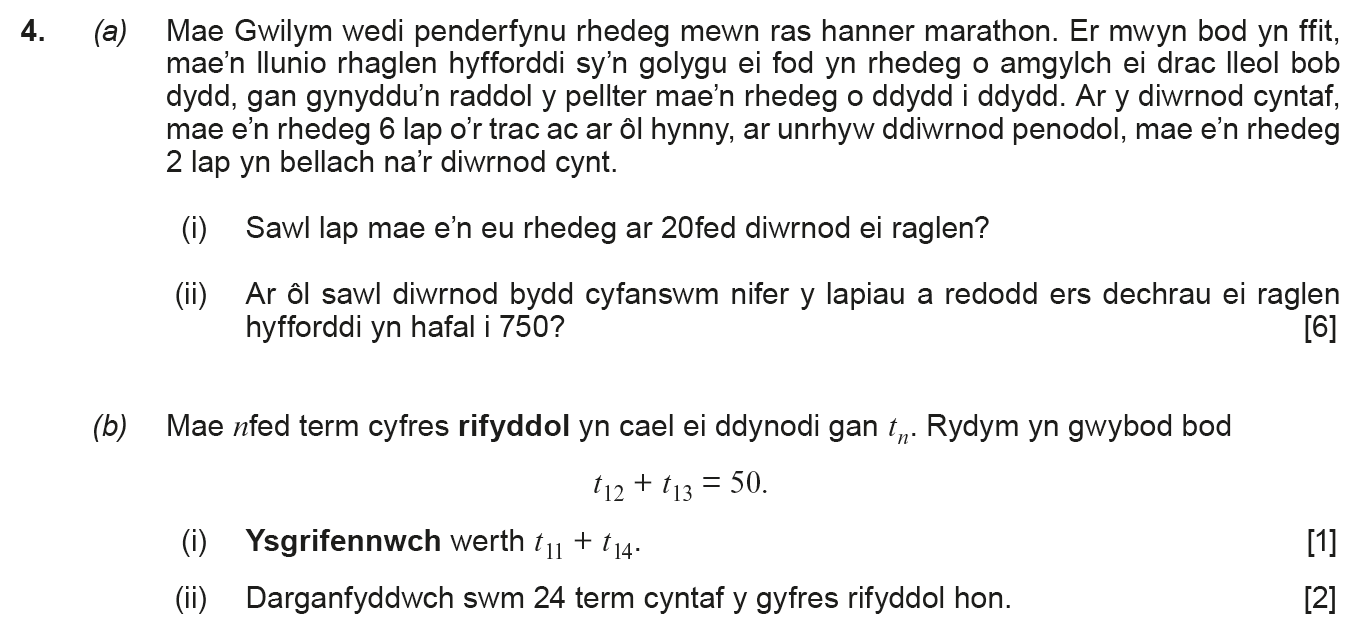 4. (a) Mae Gwilym wedi penderfynu rhedeg mewn ras hanner marathon. Er mwyn bod yn ffit,
mae'n llunio rhaglen hyfforddi sy'n golygu ei fod yn rhedeg o amgylch ei drac lleol bob
dydd, gan gynyddu'n raddol y pellter mae'n rhedeg o ddydd i ddydd. Ar y diwrnod cyntaf,
mae e'n rhedeg 6 lap o'r trac ac ar ôl hynny, ar unrhyw ddiwrnod penodol, mae e'n rhedeg
2 lap yn bellach na'r diwrnod cynt.
(i) Sawl lap mae e'n eu rhedeg ar 20fed diwrnod ei raglen?
(ii) Ar ôl sawl diwrnod bydd cyfanswm nifer y lapiau a redodd ers dechrau ei raglen
hyfforddi yn hafal i 750? [6]
(b) Mae nfed term cyfres rifyddol yn cael ei ddynodi gan tₙ. Rydym yn gwybod bod
t₁₂ + t₁₃ = 50.
(i) Ysgrifennwch werth t₁₁ + t₁₄. [1]
(ii) Darganfyddwch swm 24 term cyntaf y gyfres rifyddol hon. [2]